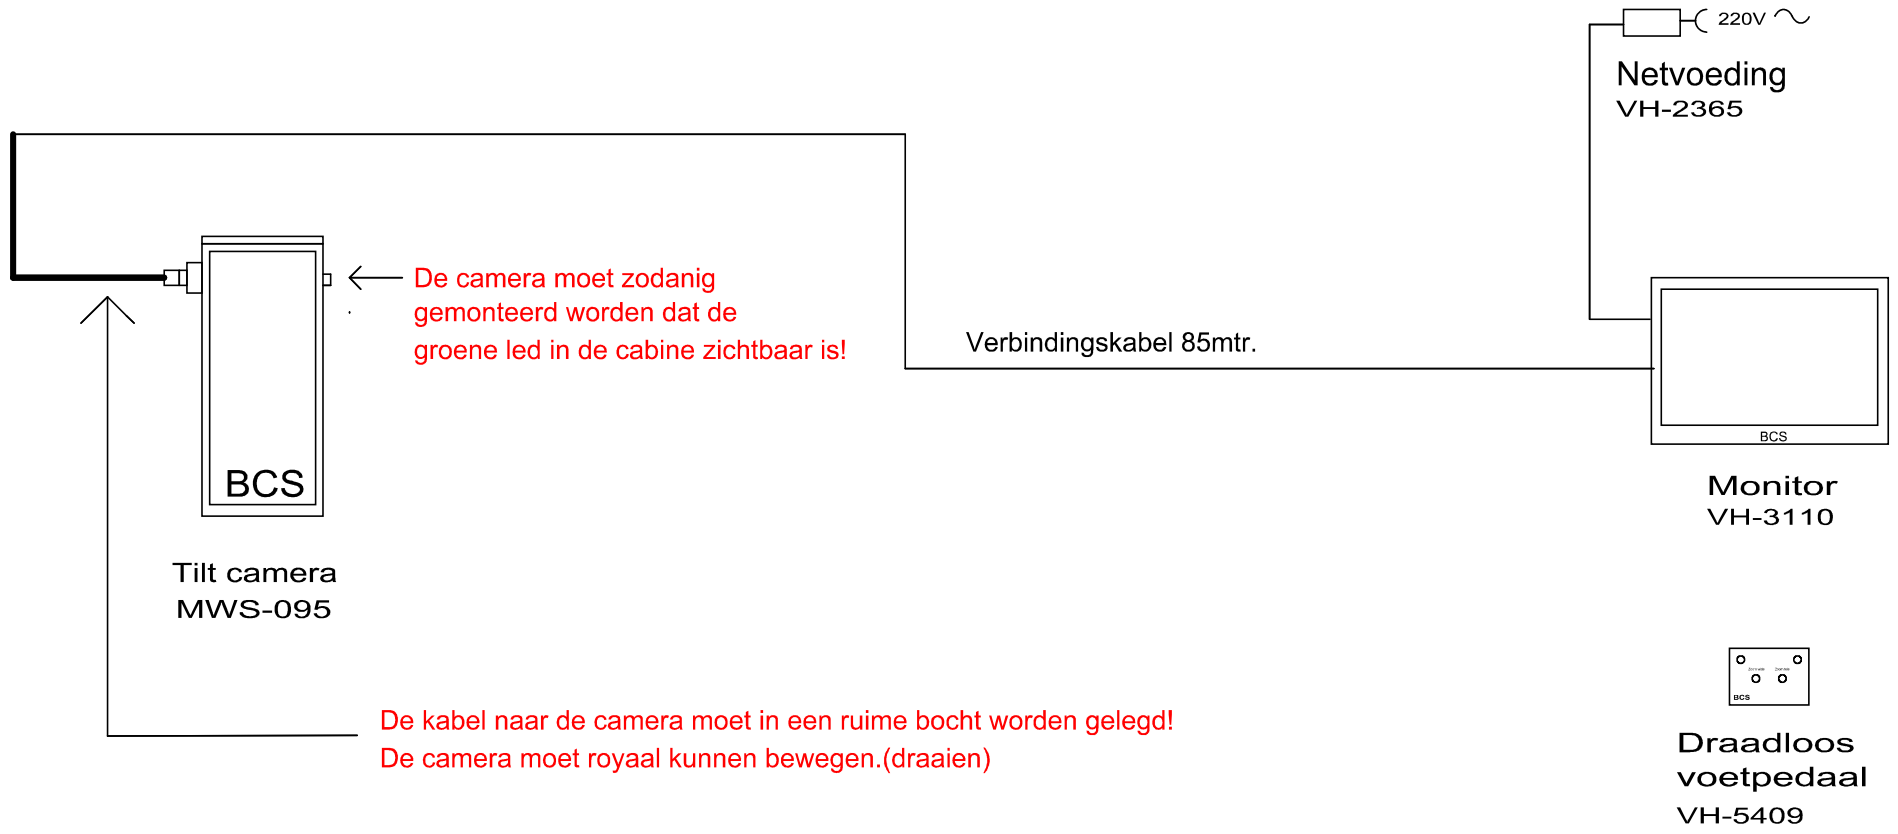 220V
Netvoeding
VH-2365
De camera moet zodanig
gemonteerd worden dat de
groene led in de cabine zichtbaar is!
Verbindingskabel 85mtr.
BCS
BCS
Monitor
VH-3110
Tilt camera
MWS-095
BCS
De kabel naar de camera moet in een ruime bocht worden gelegd!
De camera moet royaal kunnen bewegen.(draaien)
Draadloos
voetpedaal
VH-5409